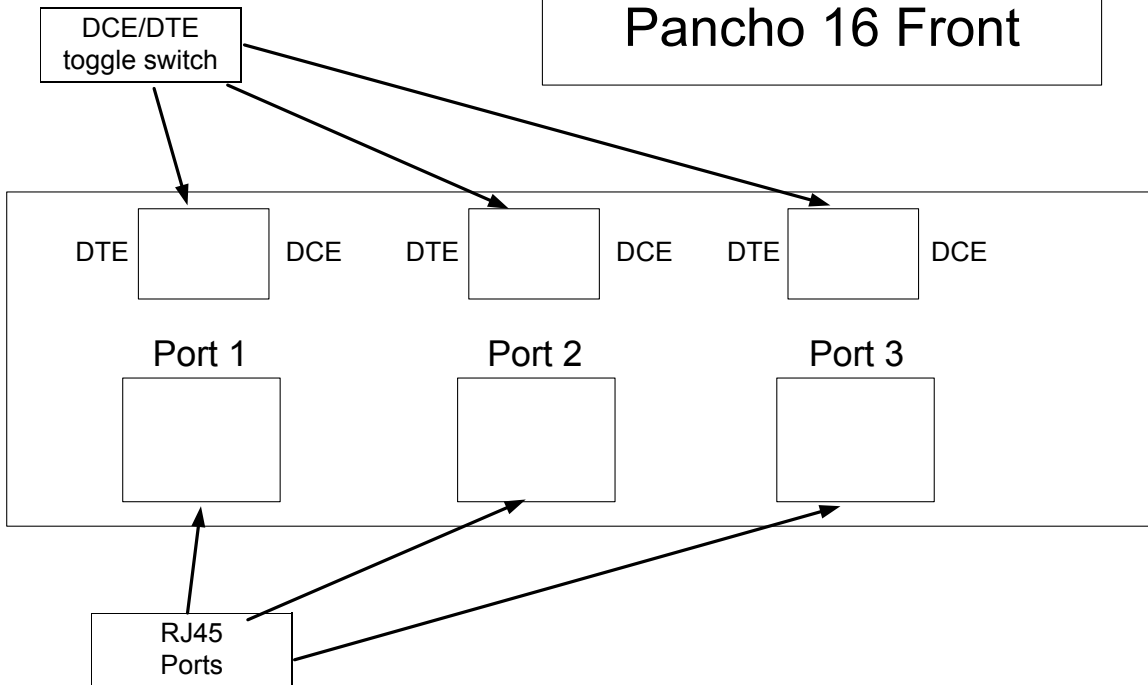 DCE/DTE
toggle switch
Pancho 16 Front
DTE DCE DTE DCE DTE DCE
Port 1 Port 2 Port 3
RJ45
Ports